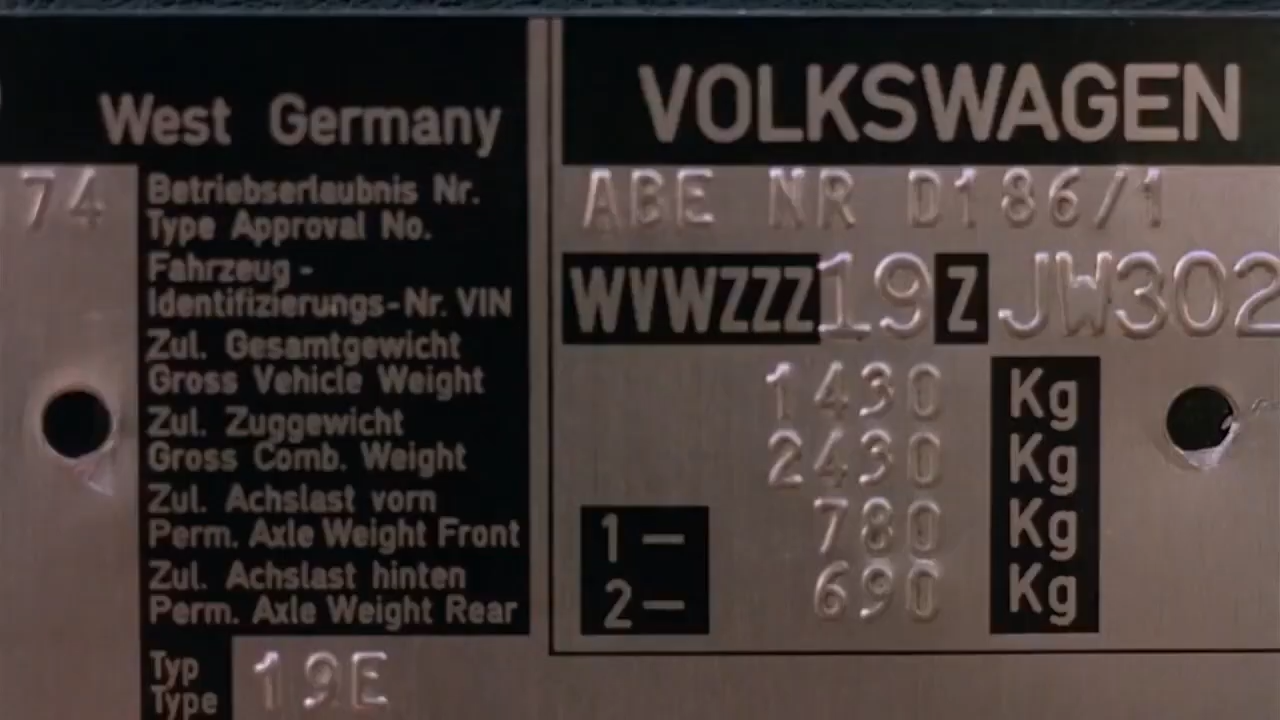 West Germany
VOLKSWAGEN
74
Betriebserlaubnis Nr.
Type Approval No.
ABE NR D186/1
Fahrzeug-
Identifizierungs-Nr. VIN
WVWZZZ19ZJW302
Zul. Gesamtgewicht
Gross Vehicle Weight
1430 Kg
Zul. Zuggewicht
Gross Comb. Weight
2430 Kg
Zul. Achslast vorn
Perm. Axle Weight Front
1— 780 Kg
Zul. Achslast hinten
Perm. Axle Weight Rear
2— 690 Kg
Typ
Type
19E